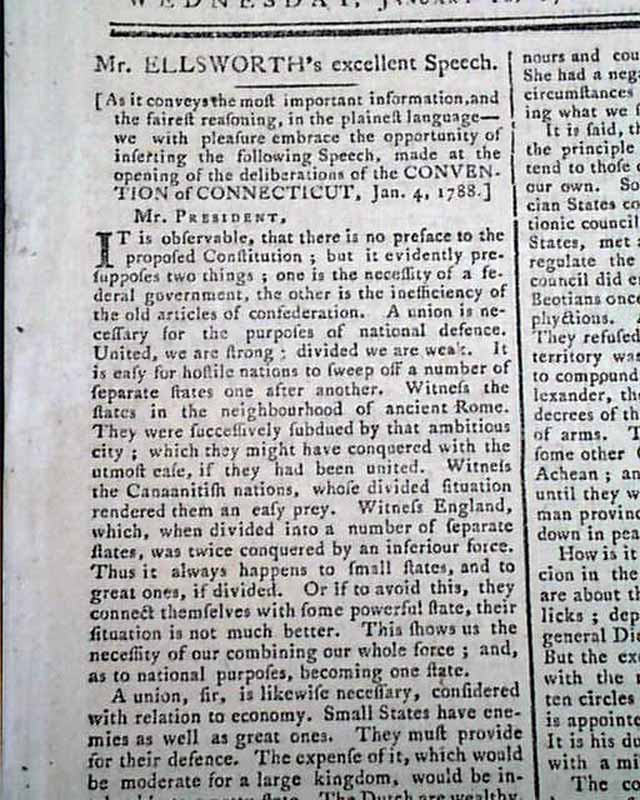 WEDNESDAY, JANUARY
Mr. ELLSWORTH's excellent Speech.
[As it conveys the moſt important information, and
the faireſt reaſoning, in the plaineſt language—
we with pleaſure embrace the opportunity of
inſerting the following Speech, made at the
opening of the deliberations of the CONVEN-
TION of CONNECTICUT, Jan. 4, 1788.]
Mr. PRESIDENT,
IT is obſervable, that there is no preface to the
propoſed Conſtitution ; but it evidently pre-
ſuppoſes two things ; one is the neceſſity of a fe-
deral government, the other is the inefficiency of
the old articles of confederation. A union is ne-
ceſſary for the purpoſes of national defence.
United, we are ſtrong ; divided we are weak. It
is eaſy for hoſtile nations to ſweep off a number of
ſeparate ſtates one after another. Witneſs the
ſtates in the neighbourhood of ancient Rome.
They were ſucceſſively ſubdued by that ambitious
city ; which they might have conquered with the
utmoſt eaſe, if they had been united. Witneſs
the Canaanitiſh nations, whoſe divided ſituation
rendered them an eaſy prey. Witneſs England,
which, when divided into a number of ſeparate
ſtates, was twice conquered by an inferiour force.
Thus it always happens to ſmall ſtates, and to
great ones, if divided. Or if to avoid this, they
connect themſelves with ſome powerful ſtate, their
ſituation is not much better. This ſhows us the
neceſſity of our combining our whole force ; and,
as to national purpoſes, becoming one ſtate.
A union, ſir, is likewiſe neceſſary, conſidered
with relation to economy. Small States have ene-
mies as well as great ones. They muſt provide
for their defence. The expenſe of it, which would
be moderate for a large kingdom, would be in-
The Dutch are wealthy,
nours and cou
She had a nega
circumſtances
ing what we
It is ſaid, th
the principle
tend to thoſe
our own. So
cian States co
tionic council
States, met
regulate the
council did e
Beotians once
phyctions.
They refuſed
territory was
to compound
lexander, the
decrees of th
of arms. T
ſome other
Achean ; an
until they w
man provinc
down in pea
How is it
cion in the
are about th
licks ; dep
general Die
But the exe
with the
ten circles
is appointe
It is his du
with a mi
The co